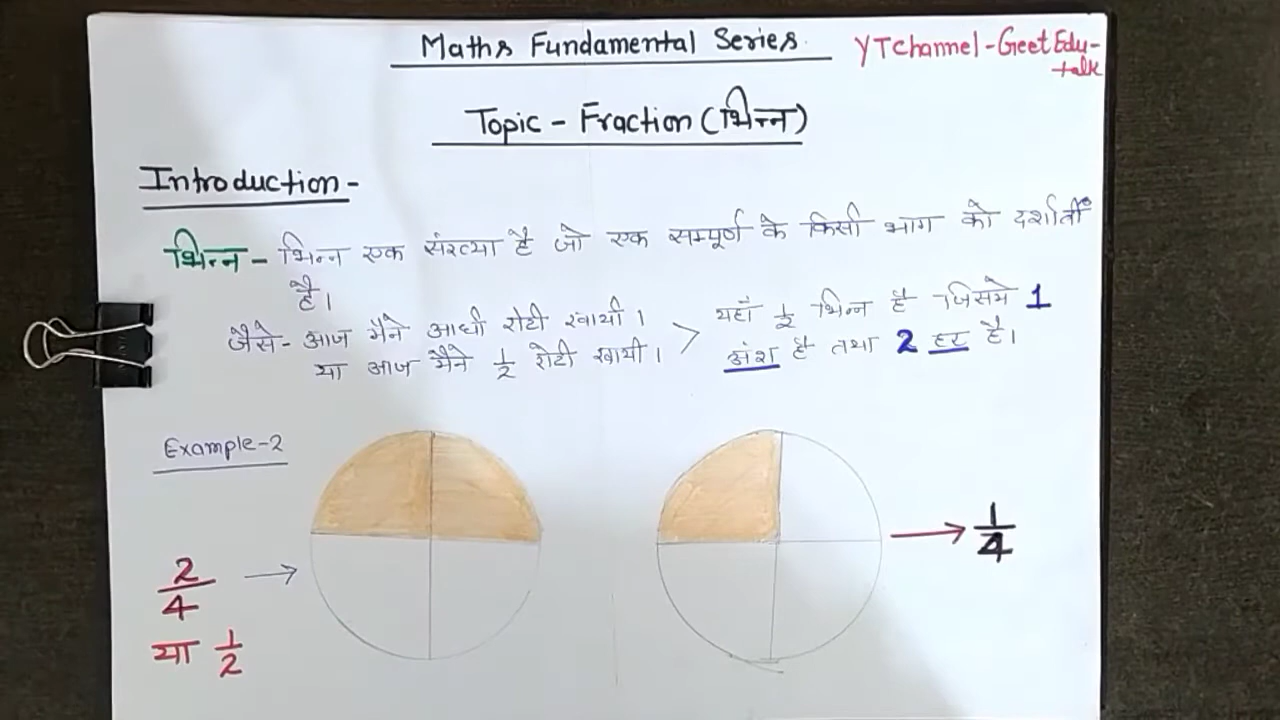 Maths Fundamental Series.
YTchannel-Geet Edu-
talk
Topic - Fraction (भिन्न)
Introduction -
भिन्न - भिन्न एक संख्या है जो एक सम्पूर्ण के किसी भाग को दर्शाती
है।
जैसे- आज मैने आधी रोटी खायी।
या आज मैने 1/2 रोटी खायी।
> यहाँ 1/2 भिन्न है जिसमे 1
अंश है तथा 2 हर है।
Example-2
2/4 →
या 1/2
→ 1/4